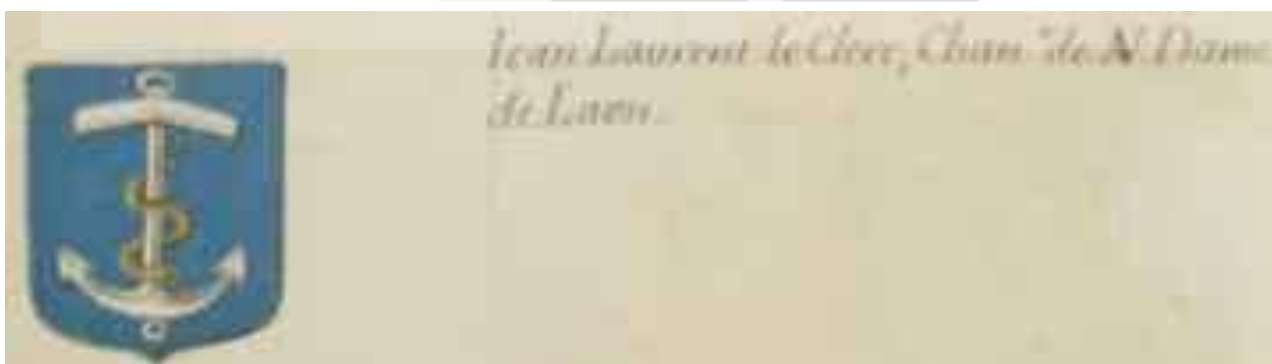 Jean Laurent le Clerc, Chan.ⁿᵉ de N. Dame
de Laon.